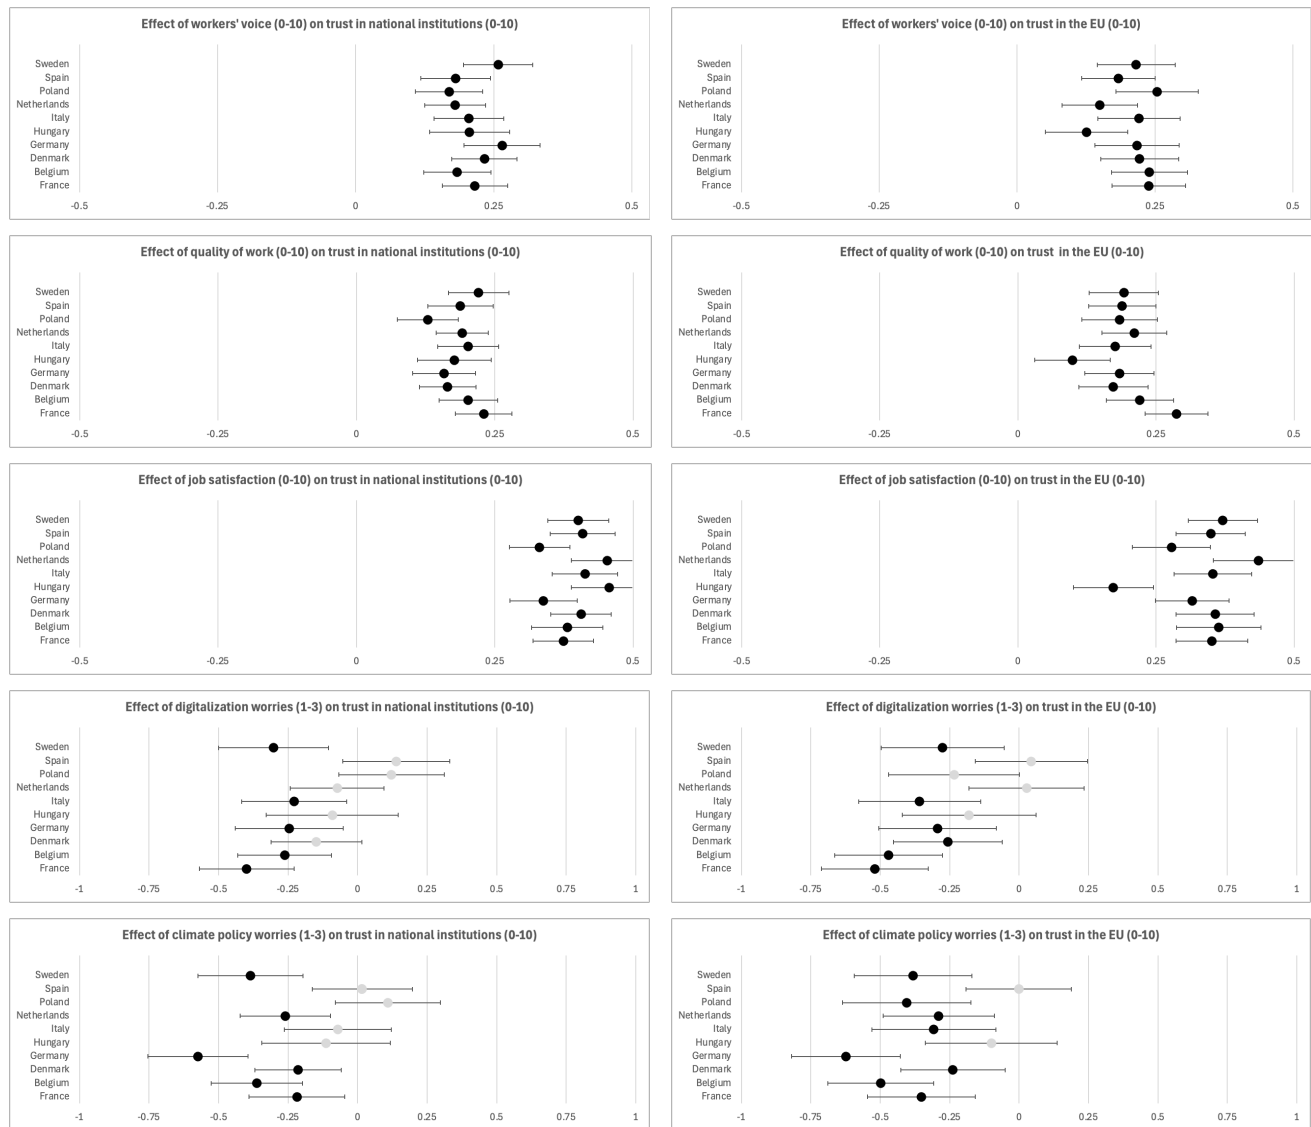 Effect of workers' voice (0-10) on trust in national institutions (0-10)
Sweden
Spain
Poland
Netherlands
Italy
Hungary
Germany
Denmark
Belgium
France
-0.5 -0.25 0 0.25 0.5
Effect of workers' voice (0-10) on trust in the EU (0-10)
Sweden
Spain
Poland
Netherlands
Italy
Hungary
Germany
Denmark
Belgium
France
-0.5 -0.25 0 0.25 0.5
Effect of quality of work (0-10) on trust in national institutions (0-10)
Sweden
Spain
Poland
Netherlands
Italy
Hungary
Germany
Denmark
Belgium
France
-0.5 -0.25 0 0.25 0.5
Effect of quality of work (0-10) on trust in the EU (0-10)
Sweden
Spain
Poland
Netherlands
Italy
Hungary
Germany
Denmark
Belgium
France
-0.5 -0.25 0 0.25 0.5
Effect of job satisfaction (0-10) on trust in national institutions (0-10)
Sweden
Spain
Poland
Netherlands
Italy
Hungary
Germany
Denmark
Belgium
France
-0.5 -0.25 0 0.25 0.5
Effect of job satisfaction (0-10) on trust in the EU (0-10)
Sweden
Spain
Poland
Netherlands
Italy
Hungary
Germany
Denmark
Belgium
France
-0.5 -0.25 0 0.25 0.5
Effect of digitalization worries (1-3) on trust in national institutions (0-10)
Sweden
Spain
Poland
Netherlands
Italy
Hungary
Germany
Denmark
Belgium
France
-1 -0.75 -0.5 -0.25 0 0.25 0.5 0.75 1
Effect of digitalization worries (1-3) on trust in the EU (0-10)
Sweden
Spain
Poland
Netherlands
Italy
Hungary
Germany
Denmark
Belgium
France
-1 -0.75 -0.5 -0.25 0 0.25 0.5 0.75 1
Effect of climate policy worries (1-3) on trust in national institutions (0-10)
Sweden
Spain
Poland
Netherlands
Italy
Hungary
Germany
Denmark
Belgium
France
-1 -0.75 -0.5 -0.25 0 0.25 0.5 0.75 1
Effect of climate policy worries (1-3) on trust in the EU (0-10)
Sweden
Spain
Poland
Netherlands
Italy
Hungary
Germany
Denmark
Belgium
France
-1 -0.75 -0.5 -0.25 0 0.25 0.5 0.75 1